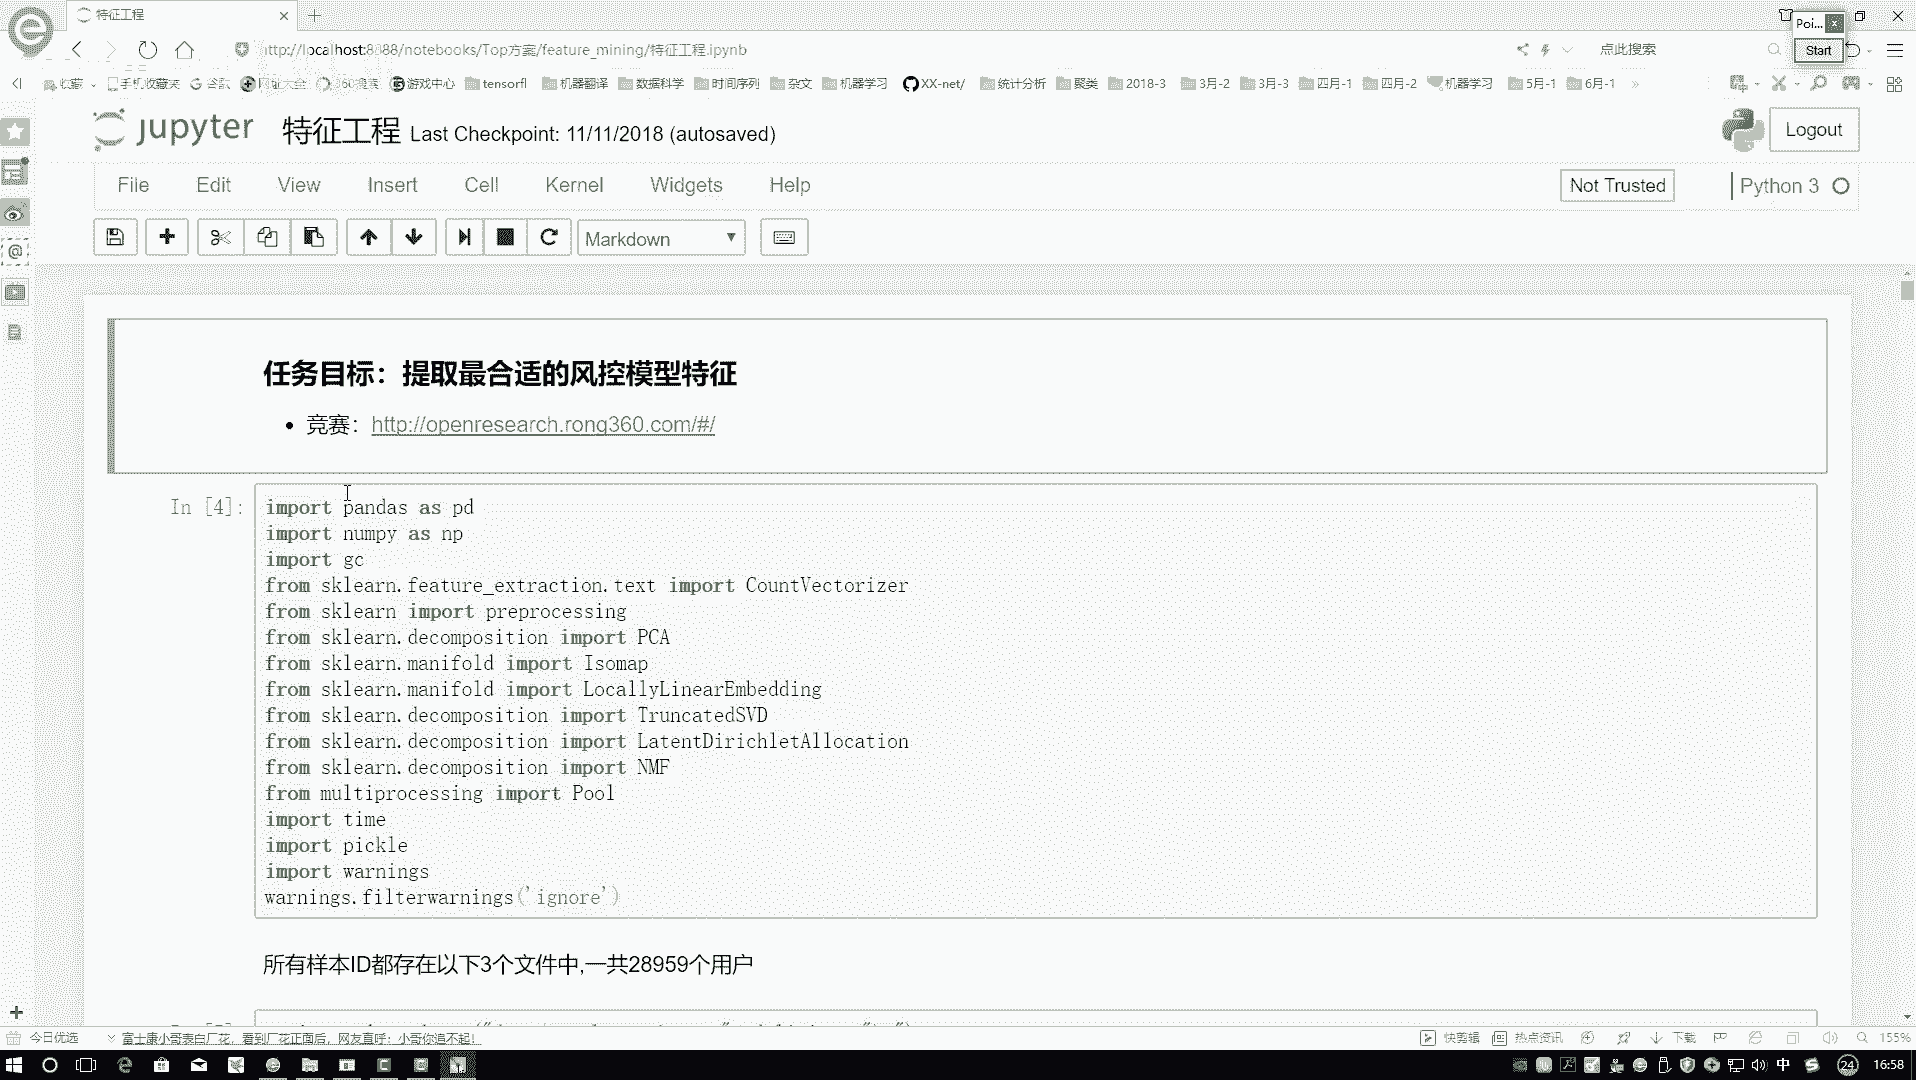 特征工程
Poi...
http://localhost:8888/notebooks/Top方案/feature_mining/特征工程.ipynb
点此搜索
Start
收藏 手机收藏夹 谷歌 网址大全 360搜索 游戏中心 tensorfl 机器翻译 数据科学 时间序列 杂文 机器学习 XX-net/ 统计分析 聚类 2018-3 3月-2 3月-3 四月-1 四月-2 机器学习 5月-1 6月-1 »
jupyter 特征工程 Last Checkpoint: 11/11/2018 (autosaved)
Logout
File Edit View Insert Cell Kernel Widgets Help
Not Trusted
Python 3
Markdown
任务目标：提取最合适的风控模型特征
• 竞赛：http://openresearch.rong360.com/#/
In [4]:
import pandas as pd
import numpy as np
import gc
from sklearn.feature_extraction.text import CountVectorizer
from sklearn import preprocessing
from sklearn.decomposition import PCA
from sklearn.manifold import Isomap
from sklearn.manifold import LocallyLinearEmbedding
from sklearn.decomposition import TruncatedSVD
from sklearn.decomposition import LatentDirichletAllocation
from sklearn.decomposition import NMF
from multiprocessing import Pool
import time
import pickle
import warnings
warnings.filterwarnings('ignore')
所有样本ID都存在以下3个文件中,一共28959个用户
今日优选
富士康小哥表白厂花，看到厂花正面后，网友直呼：小哥你追不起！
快剪辑 热点资讯 下载 155%
中
24
16:58